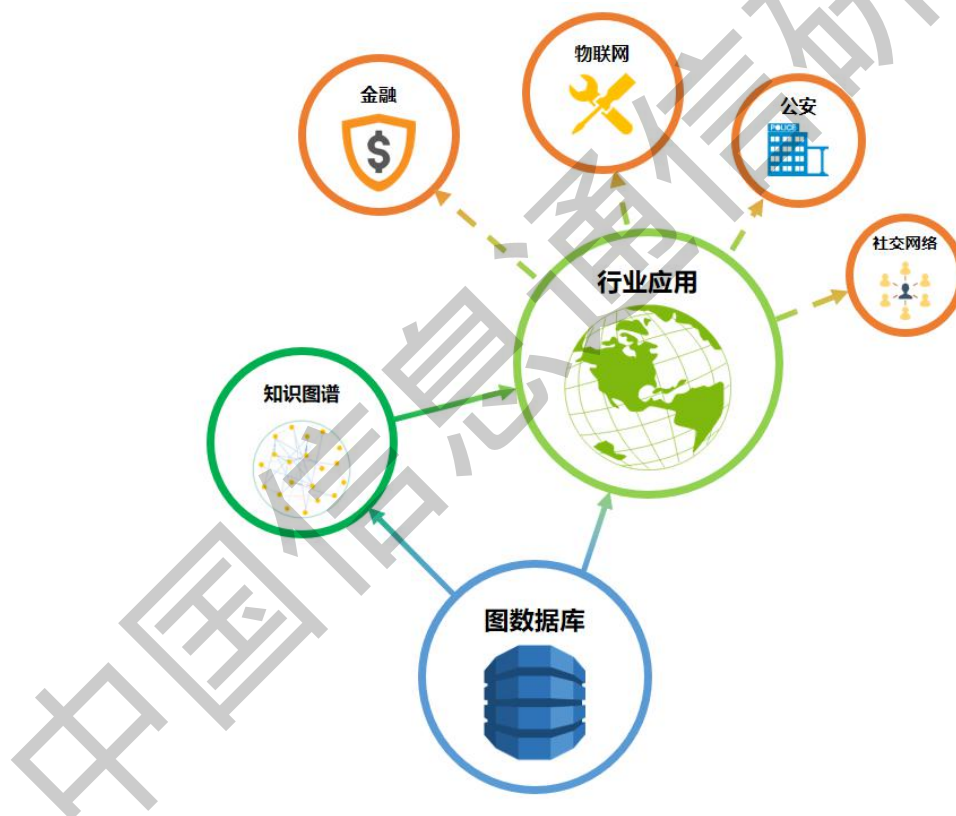 物联网
金融
公安
POLICE
社交网络
行业应用
知识图谱
图数据库
中国信息通信研